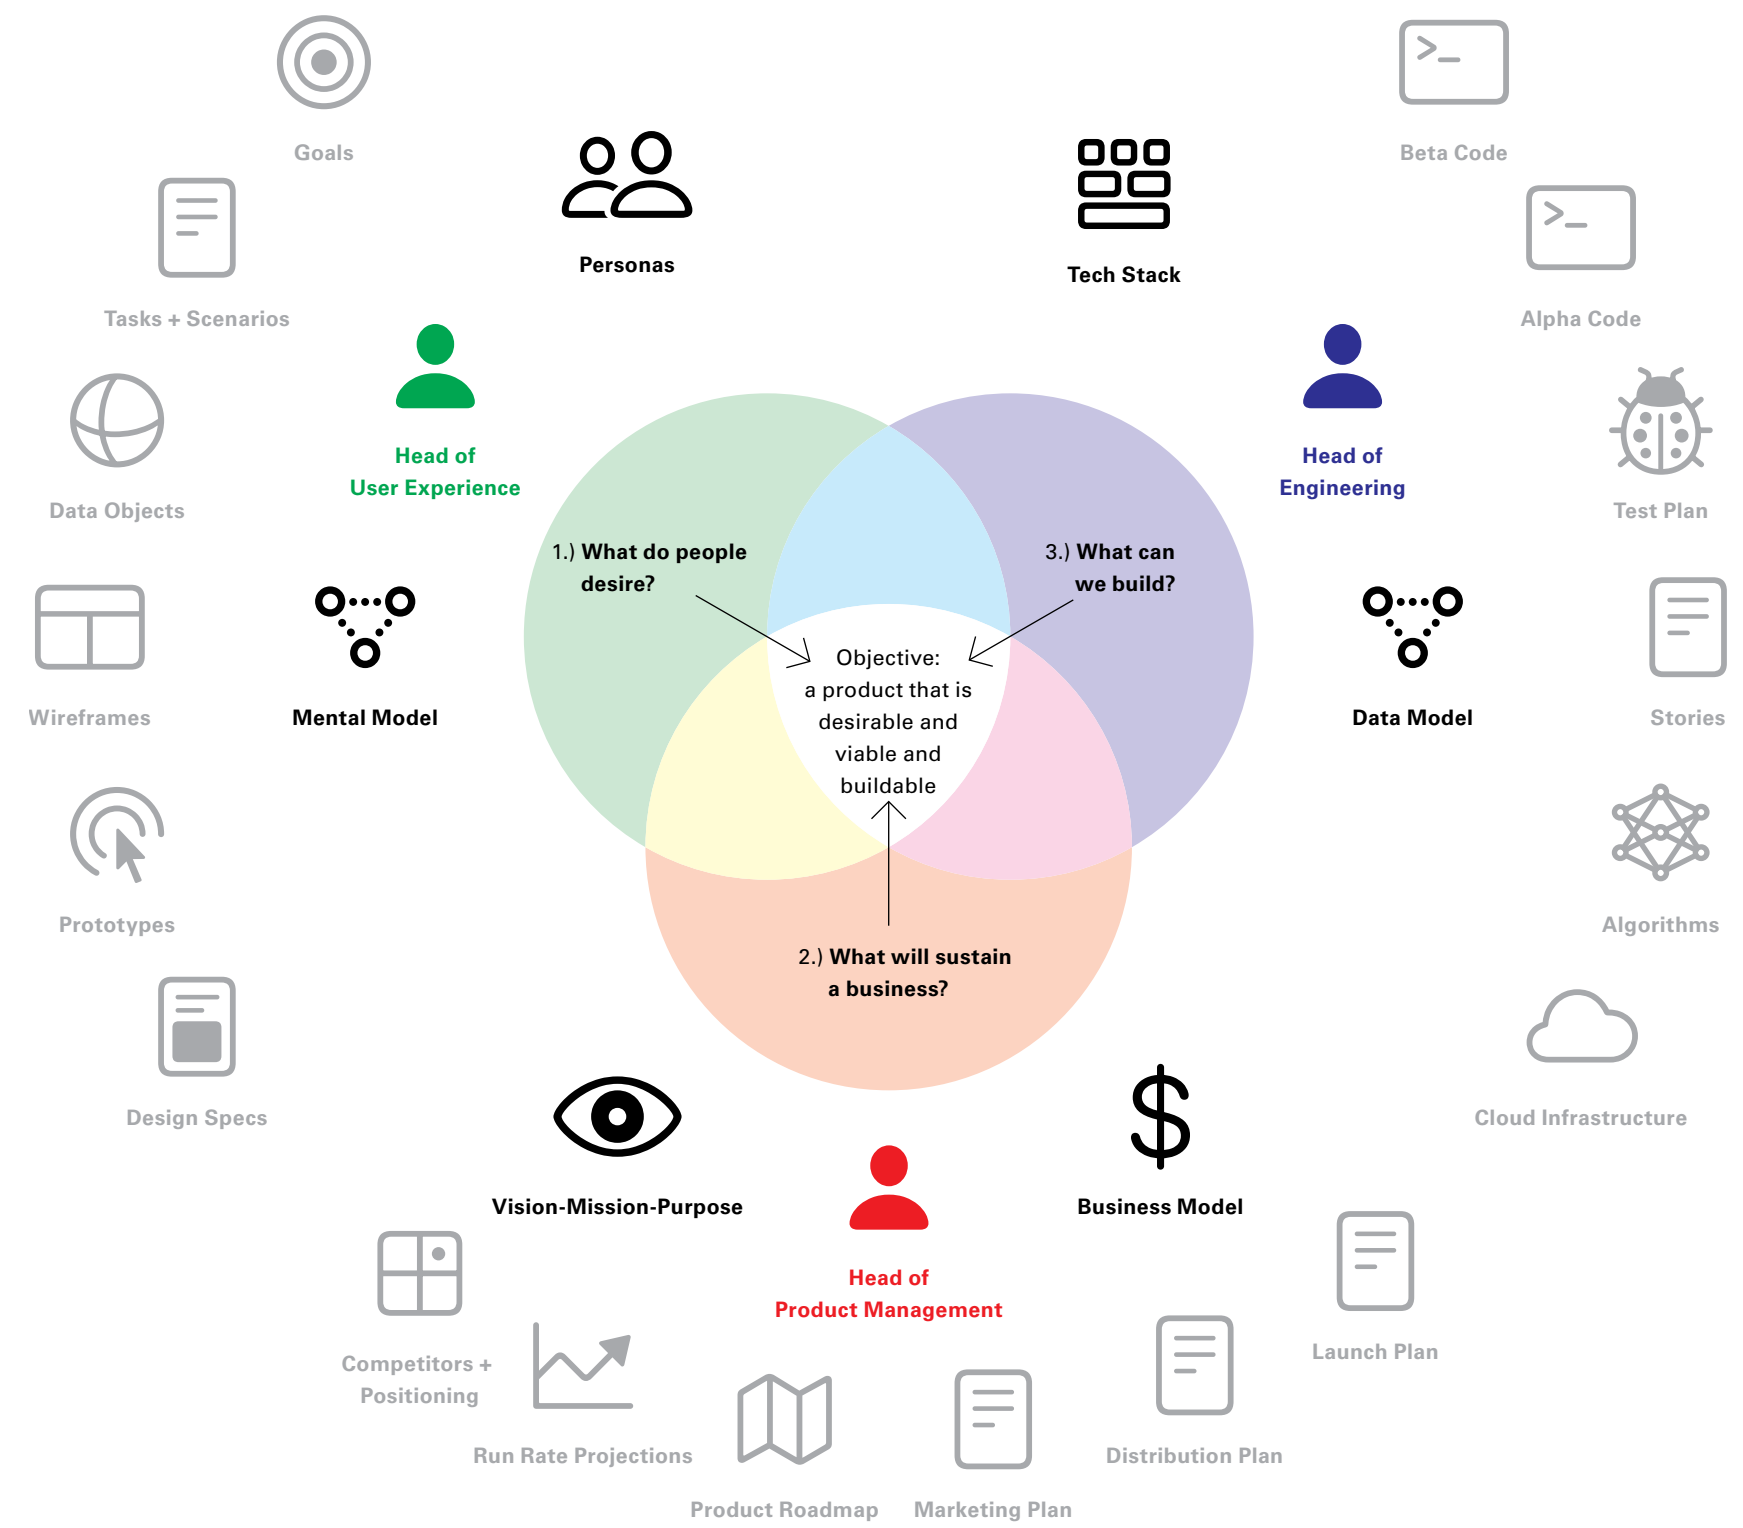 Goals
Beta Code
Personas
Tech Stack
Tasks + Scenarios
Alpha Code
Head of
User Experience
Head of
Engineering
Data Objects
Test Plan
1.) What do people
desire?
3.) What can
we build?
Objective:
a product that is
desirable and
viable and
buildable
Wireframes
Mental Model
Data Model
Stories
Prototypes
Algorithms
2.) What will sustain
a business?
Design Specs
Cloud Infrastructure
Vision-Mission-Purpose
Business Model
Head of
Product Management
Competitors +
Positioning
Launch Plan
Run Rate Projections
Distribution Plan
Product Roadmap
Marketing Plan
>_
>_